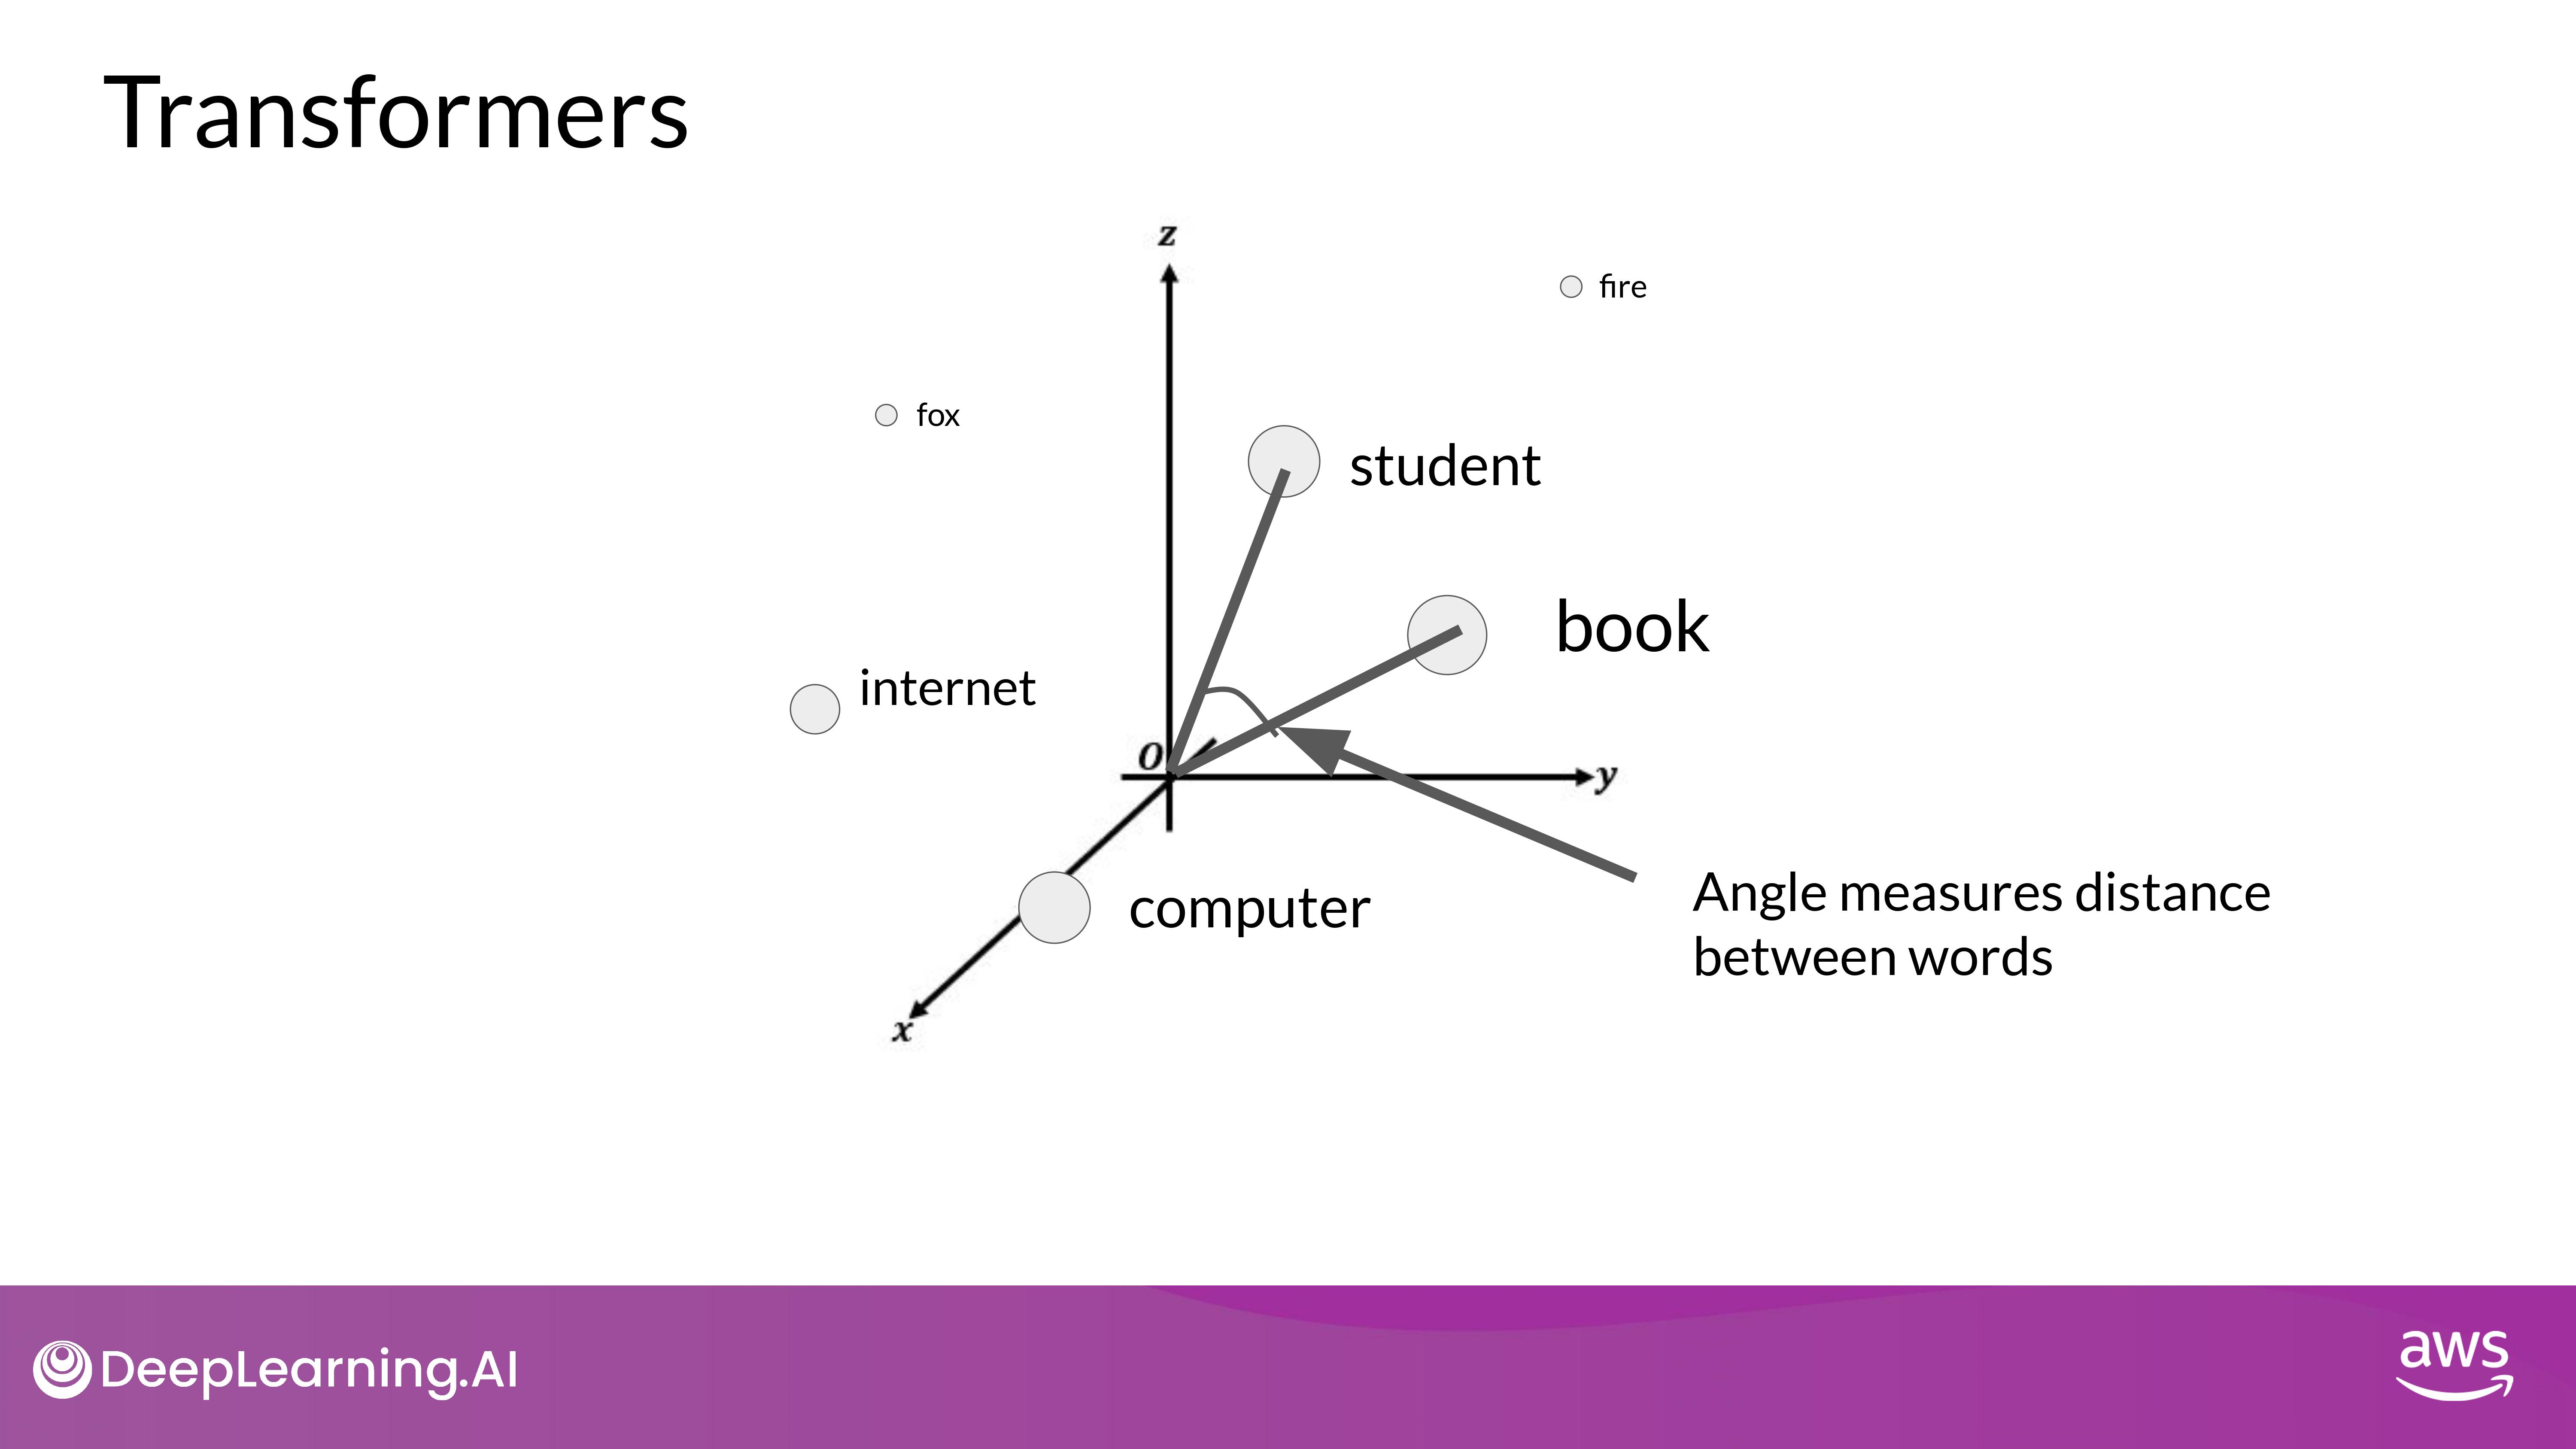 Transformers
z
fire
fox
student
book
internet
O
y
computer
Angle measures distance
between words
x
DeepLearning.AI
aws